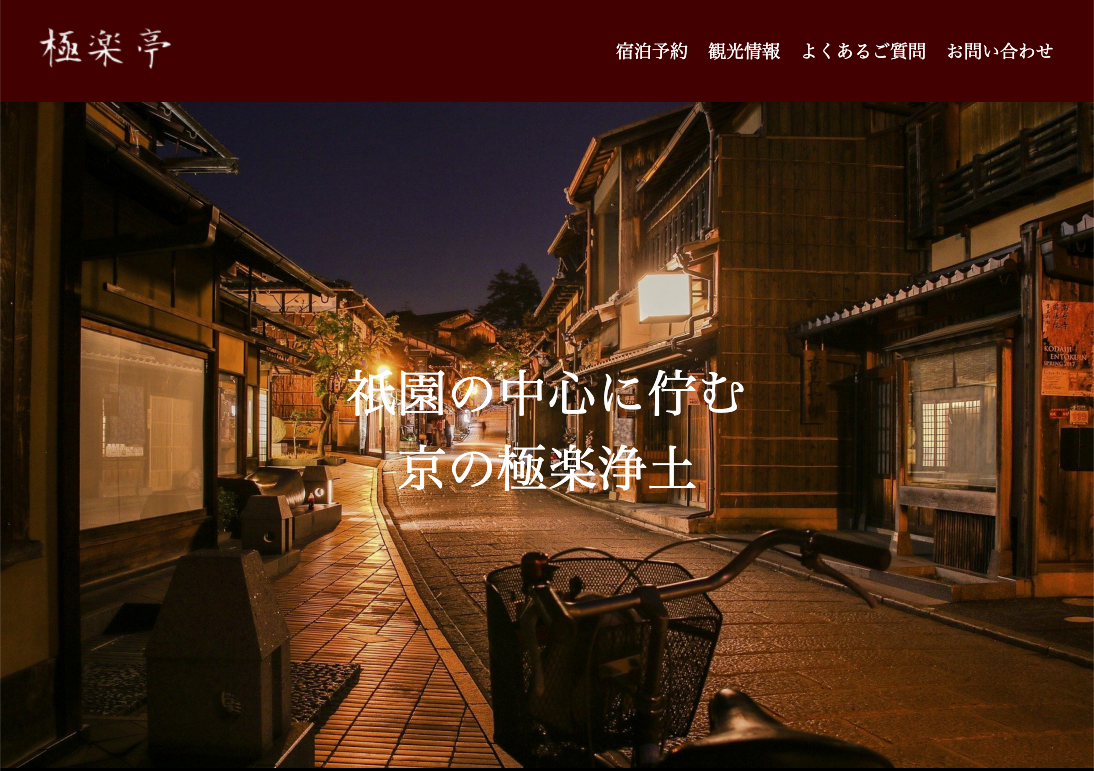 極楽亭
宿泊予約 観光情報 よくあるご質問 お問い合わせ
祇園の中心に佇む
京の極楽浄土
KODAIJI
ENTOKUIN